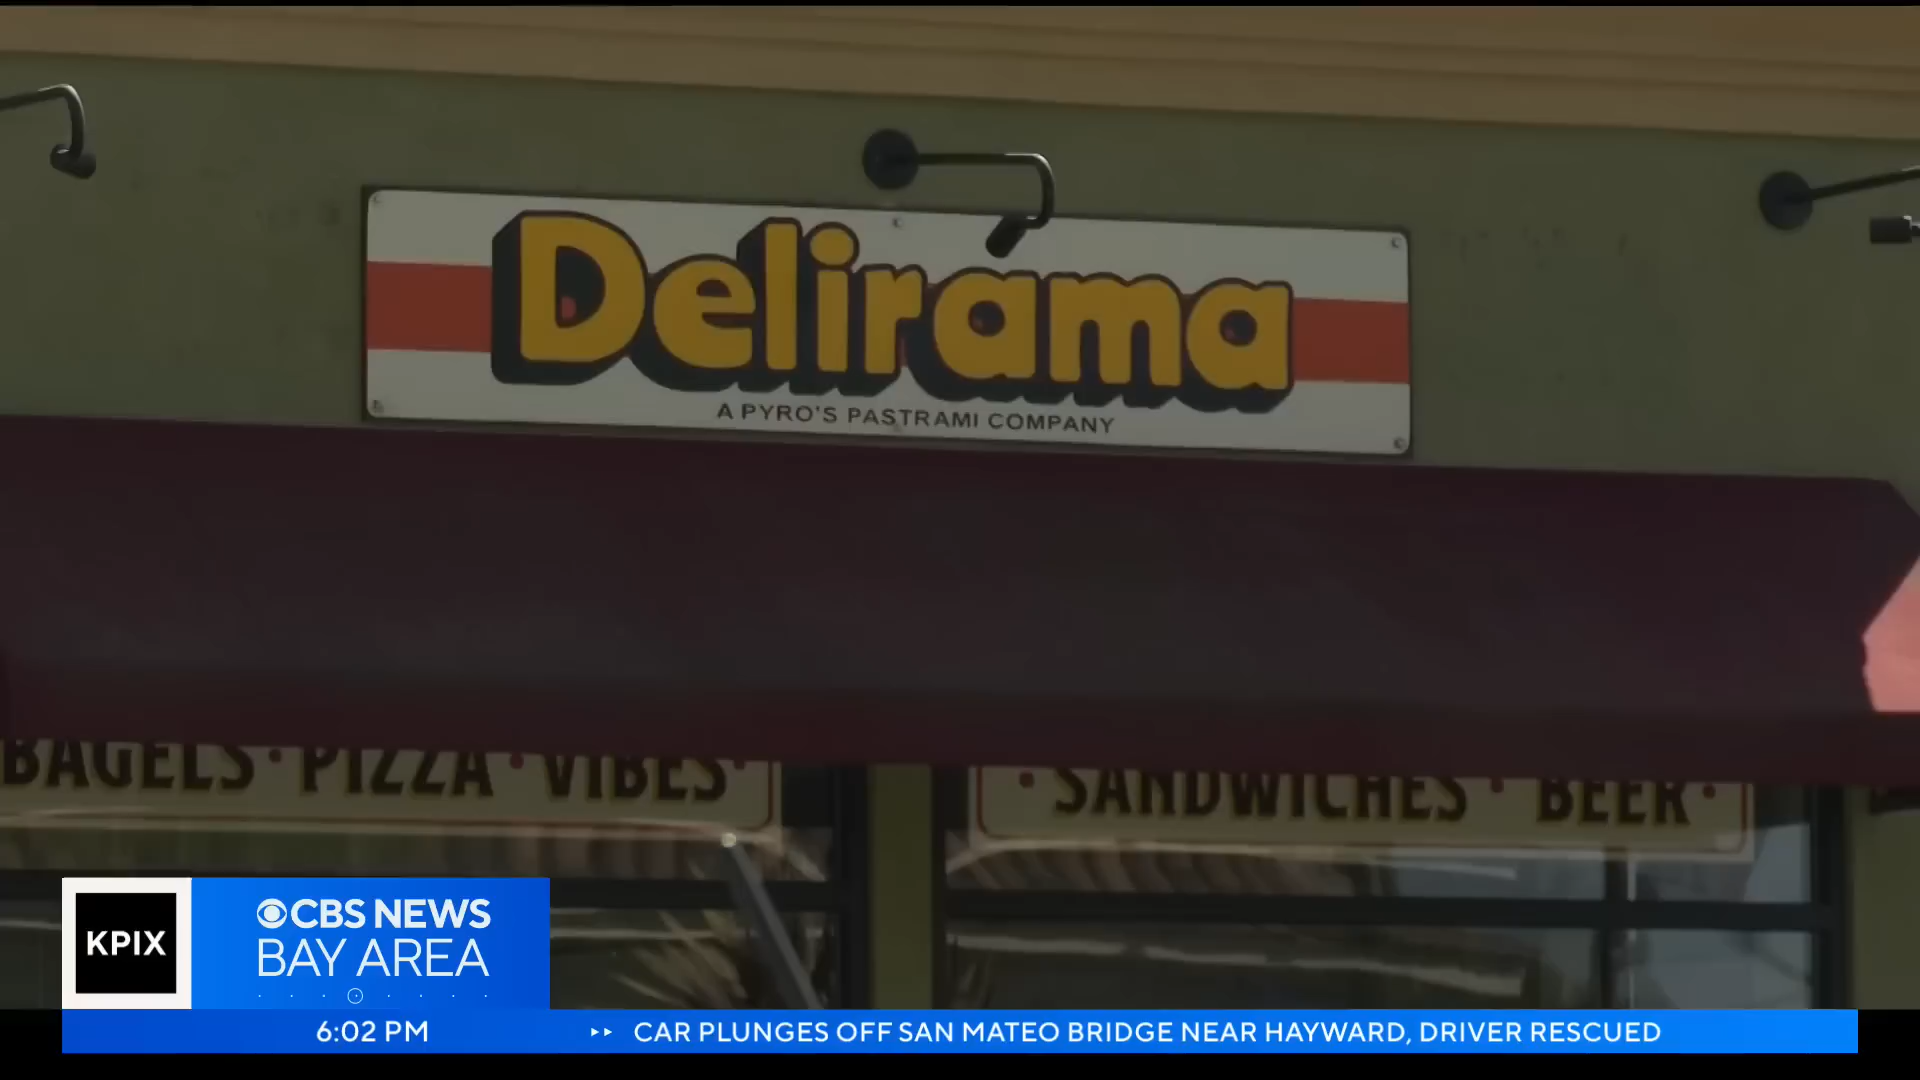 Delirama
A PYRO'S PASTRAMI COMPANY
BAGELS · PIZZA · VIBES ·
· SANDWICHES · BEER ·
KPIX
CBS NEWS
BAY AREA
6:02 PM
CAR PLUNGES OFF SAN MATEO BRIDGE NEAR HAYWARD, DRIVER RESCUED